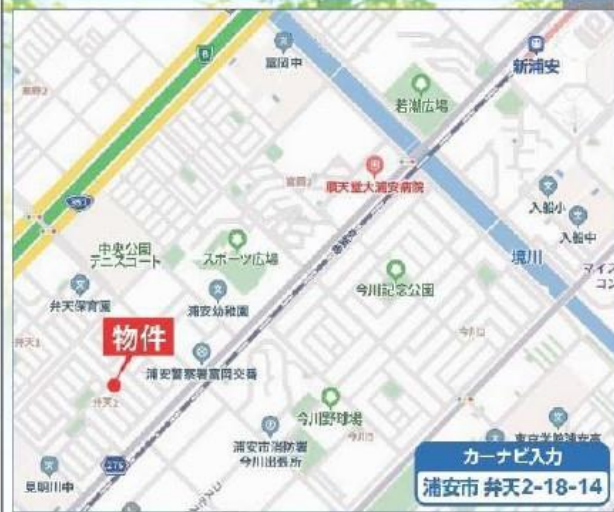 富岡中
新浦安
若潮広場
富岡2
順天堂大浦安病院
入船小
入船中
境川
中央公園
テニスコート
スポーツ広場
弁天保育園
今川記念公園
浦安幼稚園
物件
浦安警察署富岡交番
弁天2
今川野球場
浦安市消防署
今川出張所
見明川中
276
357
カーナビ入力
浦安市 弁天2-18-14